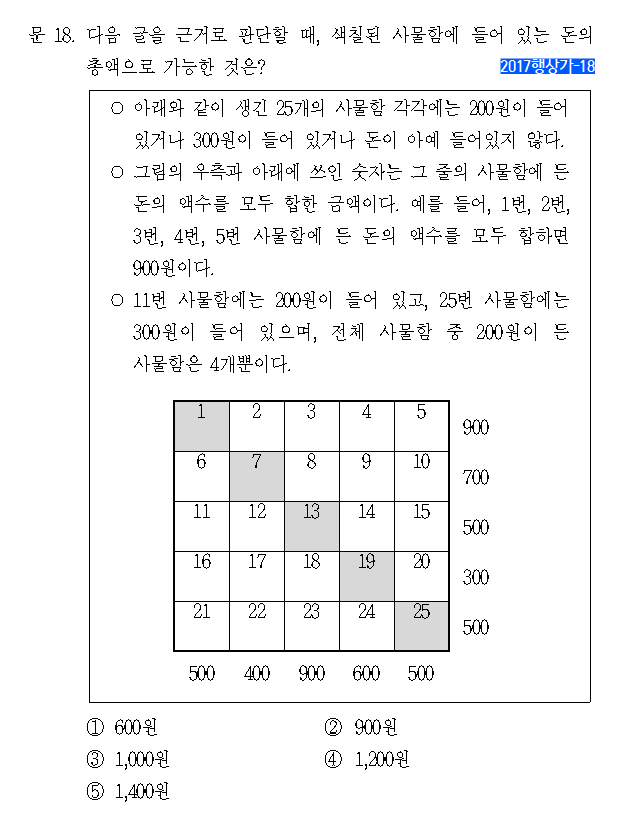 문 18. 다음 글을 근거로 판단할 때, 색칠된 사물함에 들어 있는 돈의
총액으로 가능한 것은?
2017행상가-18
○ 아래와 같이 생긴 25개의 사물함 각각에는 200원이 들어
있거나 300원이 들어 있거나 돈이 아예 들어있지 않다.
○ 그림의 우측과 아래에 쓰인 숫자는 그 줄의 사물함에 든
돈의 액수를 모두 합한 금액이다. 예를 들어, 1번, 2번,
3번, 4번, 5번 사물함에 든 돈의 액수를 모두 합하면
900원이다.
○ 11번 사물함에는 200원이 들어 있고, 25번 사물함에는
300원이 들어 있으며, 전체 사물함 중 200원이 든
사물함은 4개뿐이다.
1 2 3 4 5 900
6 7 8 9 10 700
11 12 13 14 15 500
16 17 18 19 20 300
21 22 23 24 25 500
500 400 900 600 500
① 600원 ② 900원
③ 1,000원 ④ 1,200원
⑤ 1,400원